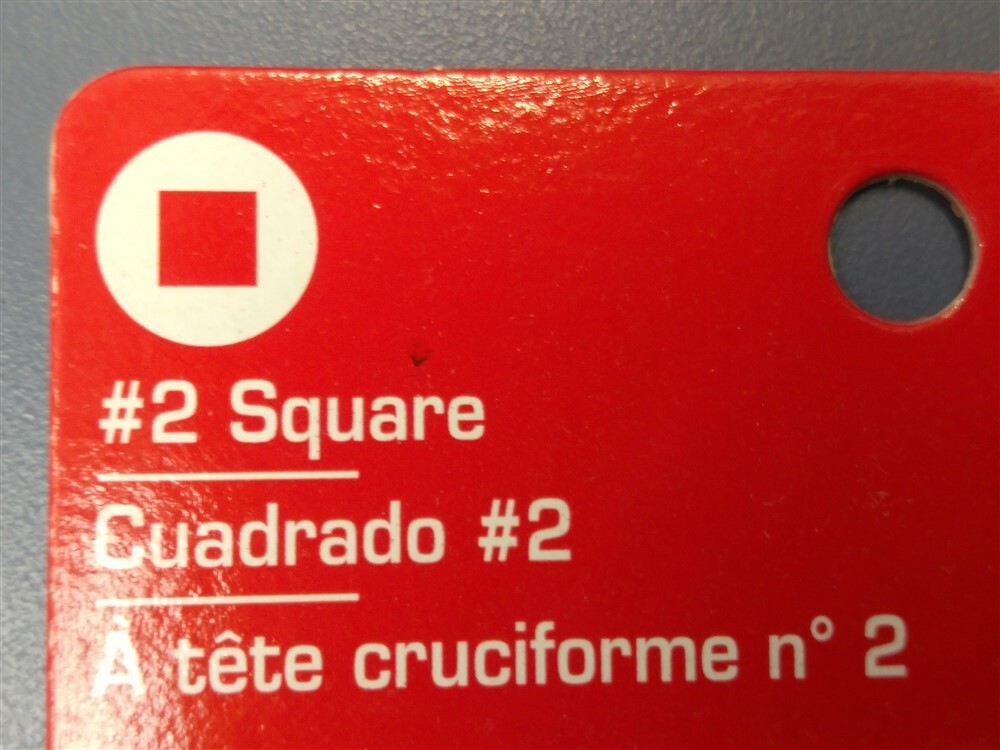 #2 Square
Cuadrado #2
À tête cruciforme n° 2